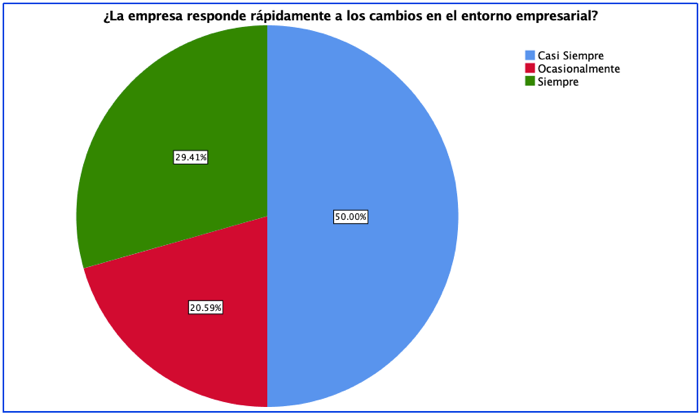 ¿La empresa responde rápidamente a los cambios en el entorno empresarial?
Casi Siempre
Ocasionalmente
Siempre
29.41%
50.00%
20.59%